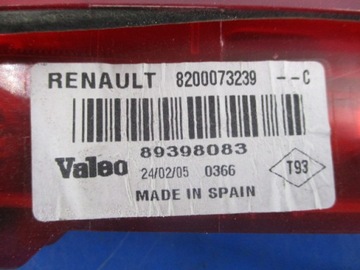 RENAULT 8200073239 --C
89398083
Valeo 24/02/05 0366 T93
MADE IN SPAIN